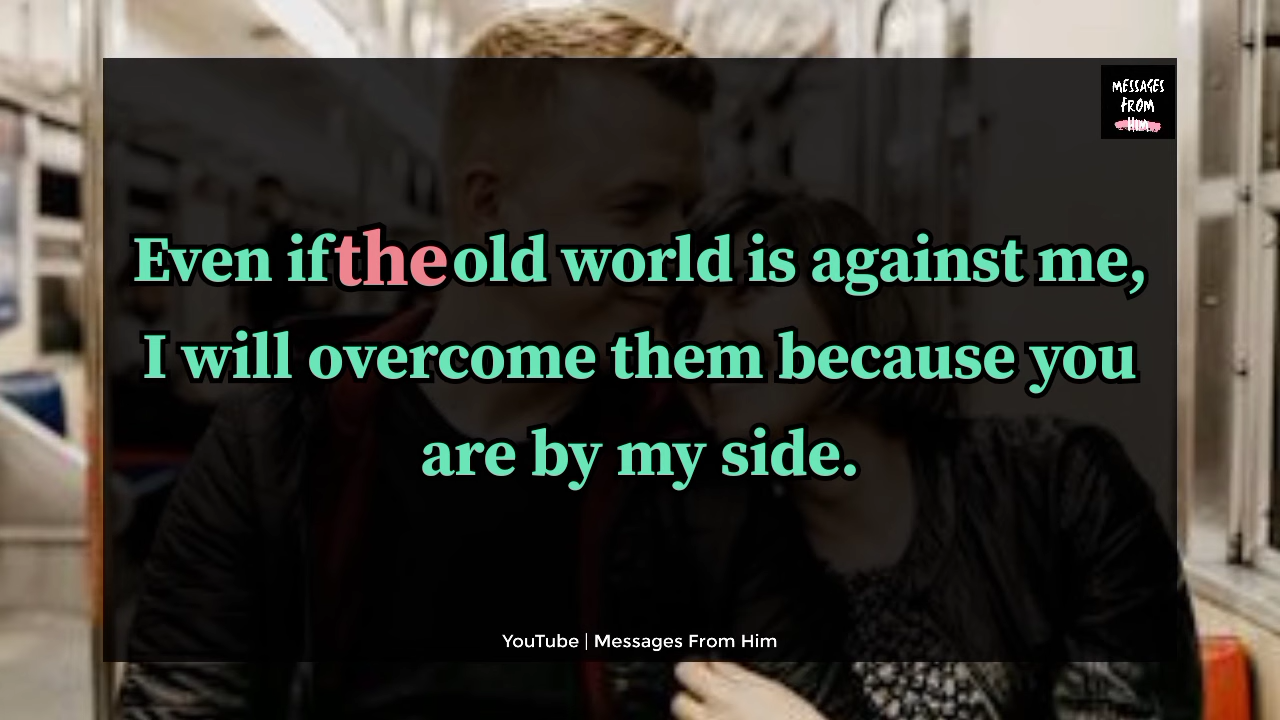 MESSAGES
FROM
Him
Even if the old world is against me,
I will overcome them because you
are by my side.
YouTube | Messages From Him